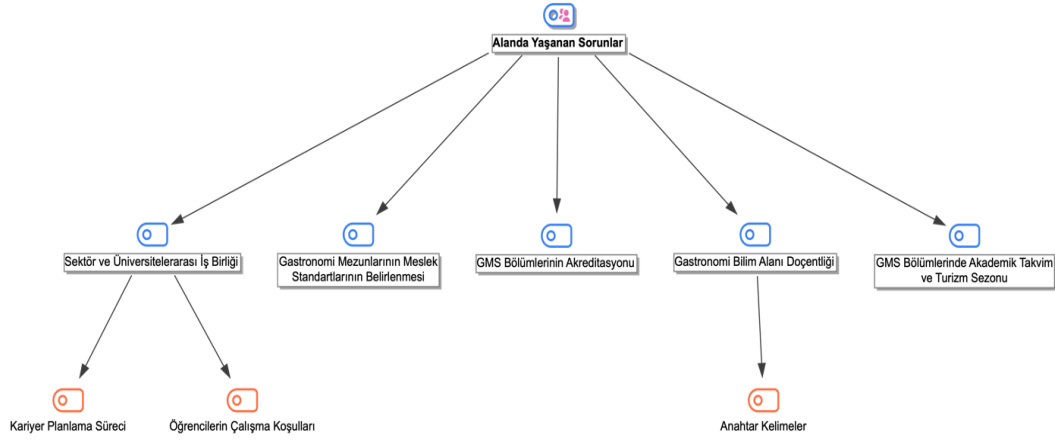 Alanda Yaşanan Sorunlar
Sektör ve Üniversitelerarası İş Birliği
Gastronomi Mezunlarının Meslek
Standartlarının Belirlenmesi
GMS Bölümlerinin Akreditasyonu
Gastronomi Bilim Alanı Doçentliği
GMS Bölümlerinde Akademik Takvim
ve Turizm Sezonu
Kariyer Planlama Süreci
Öğrencilerin Çalışma Koşulları
Anahtar Kelimeler